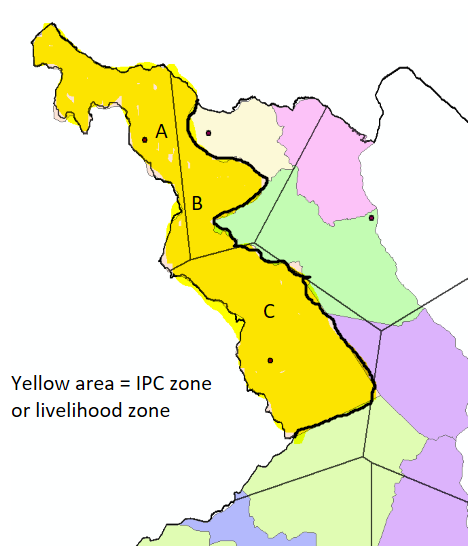 A
B
C
Yellow area = IPC zone
or livelihood zone